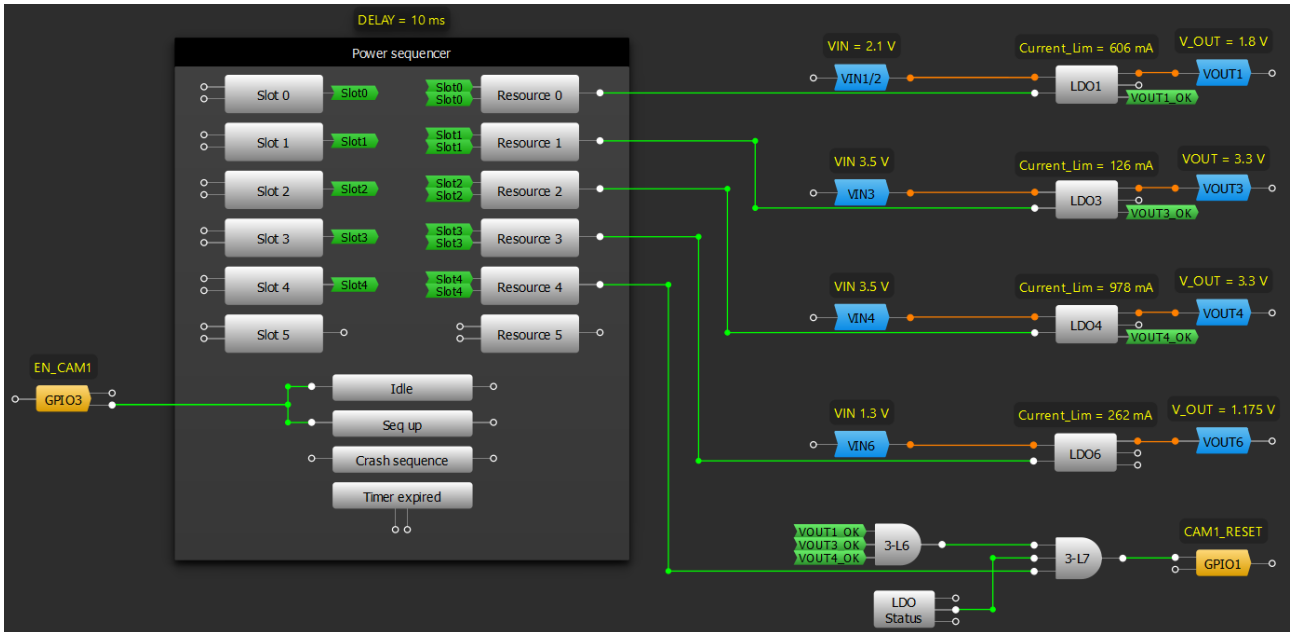 DELAY = 10 ms
Power sequencer
Slot 0
Slot0
Slot0
Slot0
Resource 0
Slot 1
Slot1
Slot1
Slot1
Resource 1
Slot 2
Slot2
Slot2
Slot2
Resource 2
Slot 3
Slot3
Slot3
Slot3
Resource 3
Slot 4
Slot4
Slot4
Slot4
Resource 4
Slot 5
Resource 5
EN_CAM1
GPIO3
Idle
Seq up
Crash sequence
Timer expired
VIN = 2.1 V
VIN1/2
Current_Lim = 606 mA
LDO1
VOUT1_OK
V_OUT = 1.8 V
VOUT1
VIN 3.5 V
VIN3
Current_Lim = 126 mA
LDO3
VOUT3_OK
VOUT = 3.3 V
VOUT3
VIN 3.5 V
VIN4
Current_Lim = 978 mA
LDO4
VOUT4_OK
V_OUT = 3.3 V
VOUT4
VIN 1.3 V
VIN6
Current_Lim = 262 mA
LDO6
V_OUT = 1.175 V
VOUT6
VOUT1_OK
VOUT3_OK
VOUT4_OK
3-L6
LDO
Status
3-L7
CAM1_RESET
GPIO1